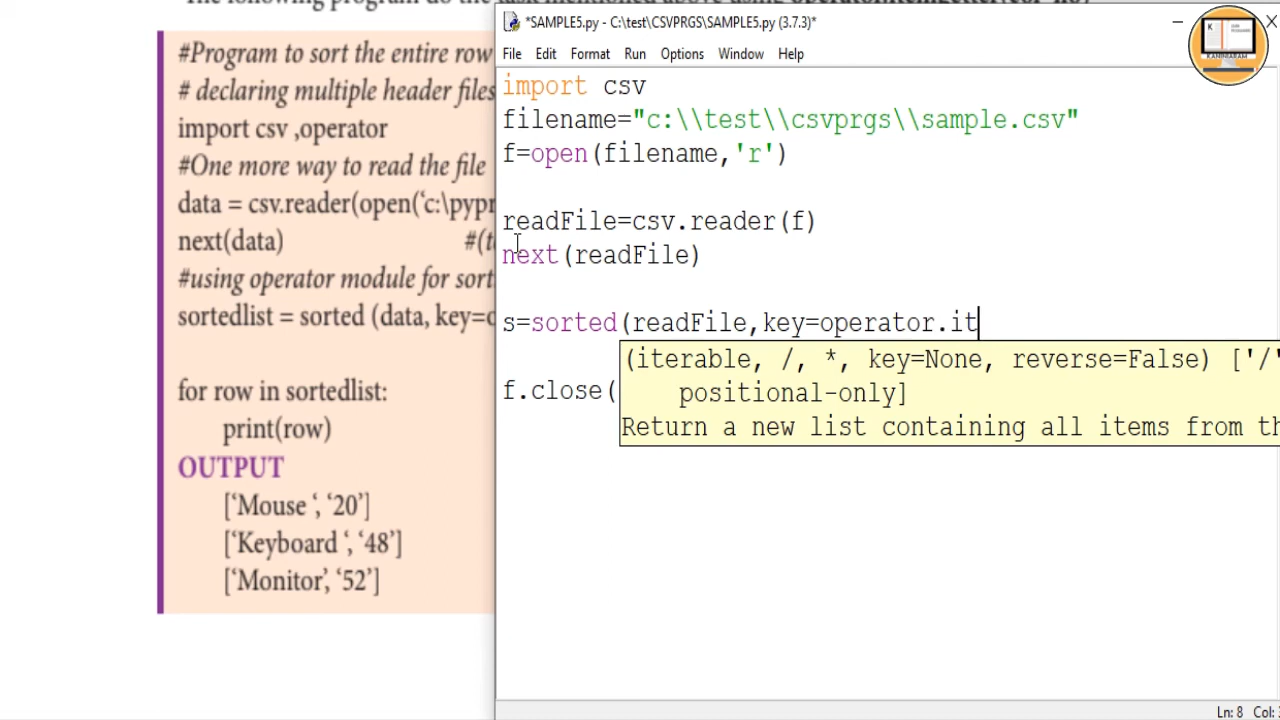 *SAMPLE5.py - C:\test\CSVPRGS\SAMPLE5.py (3.7.3)*
File Edit Format Run Options Window Help
import csv
filename="c:\\test\\csvprgs\\sample.csv"
f=open(filename,'r')
readFile=csv.reader(f)
next(readFile)
s=sorted(readFile,key=operator.it
(iterable, /, *, key=None, reverse=False) ['/'
positional-only]
Return a new list containing all items from th
f.close(
Ln: 8 Col:
#Program to sort the entire row
# declaring multiple header files
import csv ,operator
#One more way to read the file
data = csv.reader(open(‘c:\pypr
next(data) #(t
#using operator module for sort
sortedlist = sorted (data, key=o
for row in sortedlist:
print(row)
OUTPUT
[‘Mouse ‘, ‘20’]
[‘Keyboard ‘, ‘48’]
[‘Monitor’, ‘52’]